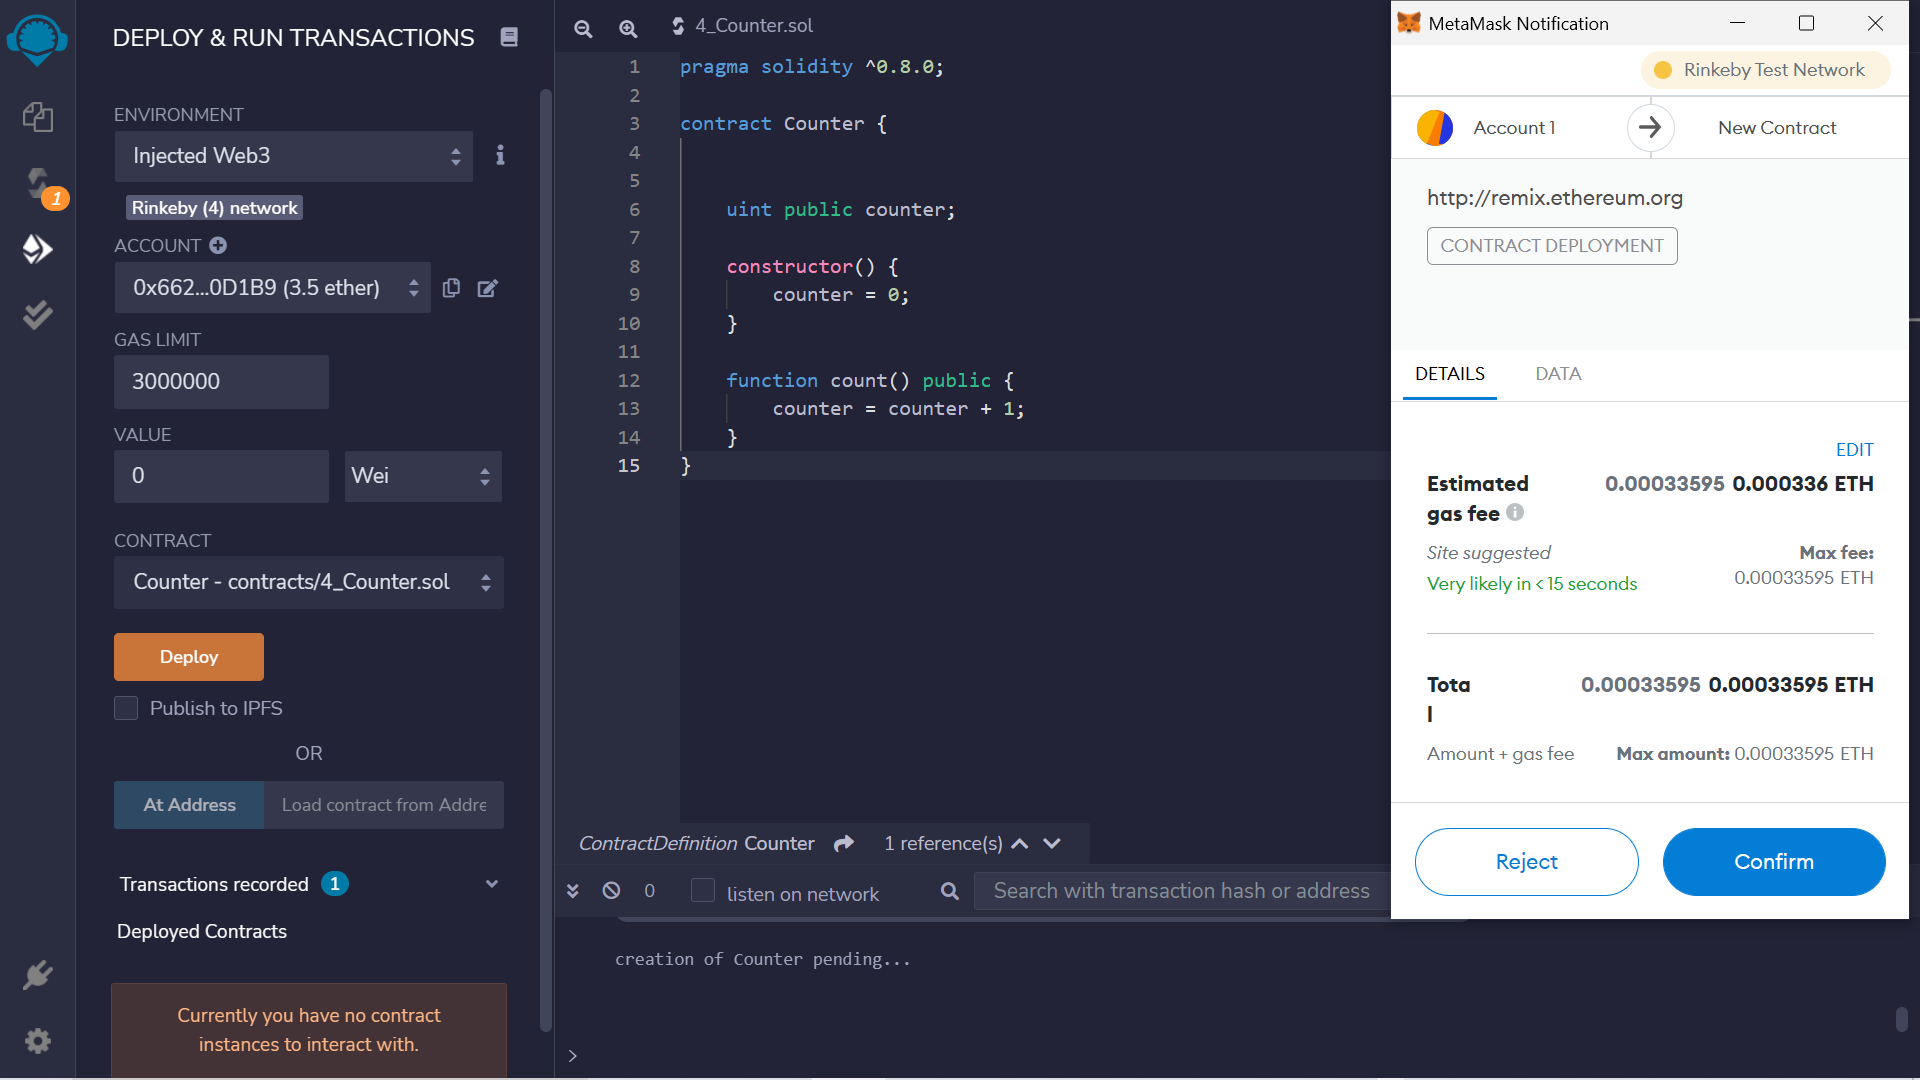 DEPLOY & RUN TRANSACTIONS
ENVIRONMENT
Injected Web3
Rinkeby (4) network
ACCOUNT
0x662...0D1B9 (3.5 ether)
GAS LIMIT
3000000
VALUE
0
Wei
CONTRACT
Counter - contracts/4_Counter.sol
Deploy
Publish to IPFS
OR
At Address
Load contract from Addre
Transactions recorded 1
Deployed Contracts
Currently you have no contract
instances to interact with.
1
4_Counter.sol
1 pragma solidity ^0.8.0;
2
3 contract Counter {
4
5
6 uint public counter;
7
8 constructor() {
9 counter = 0;
10 }
11
12 function count() public {
13 counter = counter + 1;
14 }
15 }
ContractDefinition Counter 1 reference(s)
0 listen on network Search with transaction hash or address
creation of Counter pending...
>
MetaMask Notification
Rinkeby Test Network
Account 1 New Contract
http://remix.ethereum.org
CONTRACT DEPLOYMENT
DETAILS DATA
EDIT
Estimated 0.00033595 0.000336 ETH
gas fee
Site suggested Max fee:
Very likely in < 15 seconds 0.00033595 ETH
Tota 0.00033595 0.00033595 ETH
l
Amount + gas fee Max amount: 0.00033595 ETH
Reject Confirm